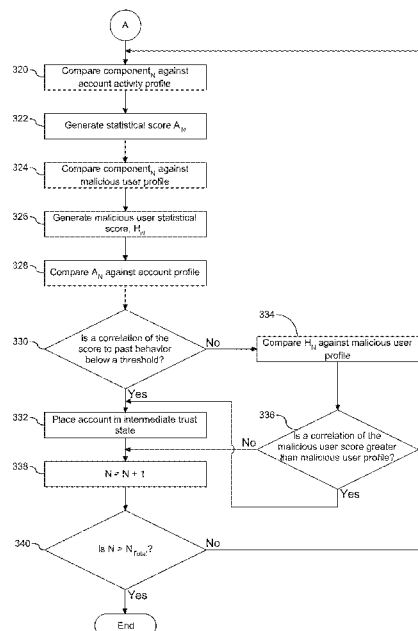 A
320
Compare component_N against
account activity profile
322
Generate statistical score A_N
324
Compare component_N against
malicious user profile
326
Generate malicious user statistical
score, H_N
328
Compare A_N against account profile
330
Is a correlation of the
score to past behavior
below a threshold?
No
334
Compare H_N against malicious user
profile
Yes
332
Place account in intermediate trust
state
336
Is a correlation of the
malicious user score greater
than malicious user profile?
No
Yes
338
N = N + 1
340
Is N > N_Total?
No
Yes
End